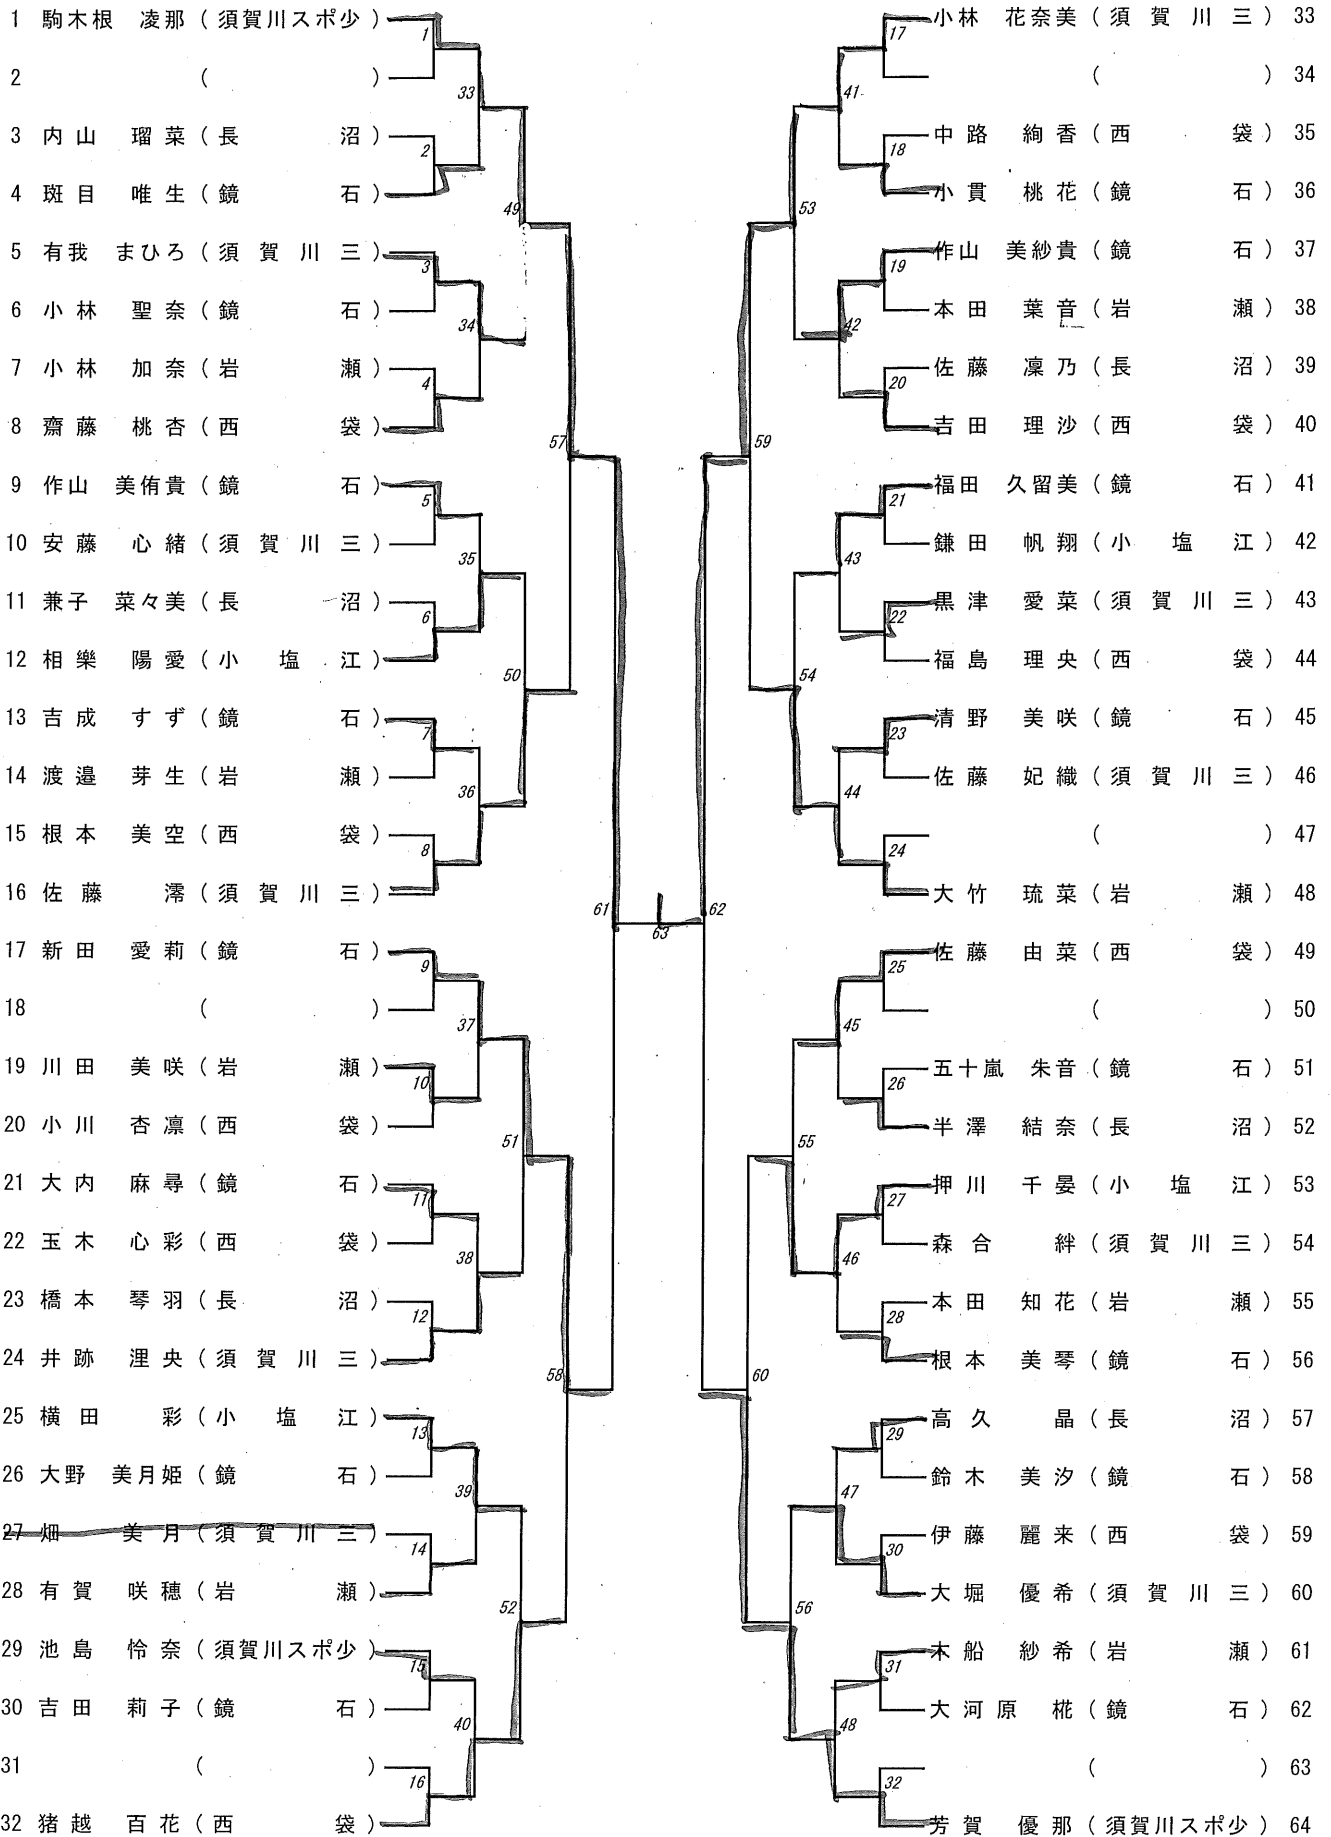 1 駒木根 凌那 (須賀川スポ少)
2 ( )
3 内山 瑠菜 (長沼)
4 斑目 唯生 (鏡石)
5 有我 まひろ (須賀川三)
6 小林 聖奈 (鏡石)
7 小林 加奈 (岩瀬)
8 齋藤 桃杏 (西袋)
9 作山 美侑貴 (鏡石)
10 安藤 心緒 (須賀川三)
11 兼子 菜々美 (長沼)
12 相樂 陽愛 (小塩江)
13 吉成 すず (鏡石)
14 渡邉 芽生 (岩瀬)
15 根本 美空 (西袋)
16 佐藤 澪 (須賀川三)
17 新田 愛莉 (鏡石)
18 ( )
19 川田 美咲 (岩瀬)
20 小川 杏凛 (西袋)
21 大内 麻尋 (鏡石)
22 玉木 心彩 (西袋)
23 橋本 琴羽 (長沼)
24 井跡 浬央 (須賀川三)
25 横田 彩 (小塩江)
26 大野 美月姫 (鏡石)
27 畑 美月 (須賀川三)
28 有賀 咲穂 (岩瀬)
29 池島 怜奈 (須賀川スポ少)
30 吉田 莉子 (鏡石)
31 ( )
32 猪越 百花 (西袋)
1
2
3
4
5
6
7
8
9
10
11
12
13
14
15
16
33
34
35
36
37
38
39
40
49
50
51
52
57
58
61
63
62
59
60
53
54
55
56
41
42
43
44
45
46
47
48
17
18
19
20
21
22
23
24
25
26
27
28
29
30
31
32
小林 花奈美 (須賀川三) 33
( ) 34
中路 絢香 (西袋) 35
小貫 桃花 (鏡石) 36
作山 美紗貴 (鏡石) 37
本田 葉音 (岩瀬) 38
佐藤 凜乃 (長沼) 39
吉田 理沙 (西袋) 40
福田 久留美 (鏡石) 41
鎌田 帆翔 (小塩江) 42
黒津 愛菜 (須賀川三) 43
福島 理央 (西袋) 44
清野 美咲 (鏡石) 45
佐藤 妃織 (須賀川三) 46
( ) 47
大竹 琉菜 (岩瀬) 48
佐藤 由菜 (西袋) 49
( ) 50
五十嵐 朱音 (鏡石) 51
半澤 結奈 (長沼) 52
押川 千晏 (小塩江) 53
森合 絆 (須賀川三) 54
本田 知花 (岩瀬) 55
根本 美琴 (鏡石) 56
高久 晶 (長沼) 57
鈴木 美汐 (鏡石) 58
伊藤 麗来 (西袋) 59
大堀 優希 (須賀川三) 60
木船 紗希 (岩瀬) 61
大河原 椛 (鏡石) 62
( ) 63
芳賀 優那 (須賀川スポ少) 64